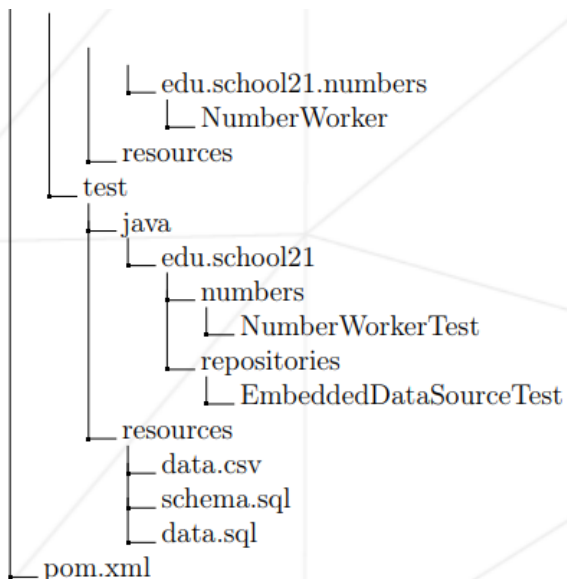 edu.school21.numbers
NumberWorker
resources
test
java
edu.school21
numbers
NumberWorkerTest
repositories
EmbeddedDataSourceTest
resources
data.csv
schema.sql
data.sql
pom.xml